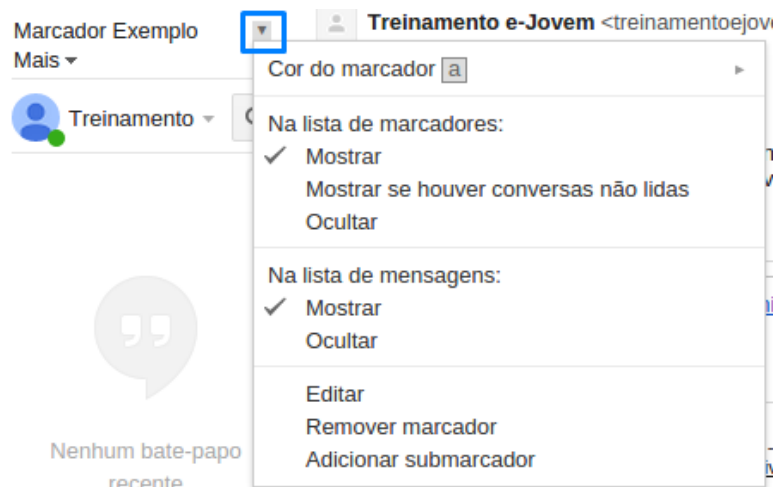 Marcador Exemplo
Mais
Treinamento e-Jovem <treinamentoejov
Cor do marcador a
Treinamento
Na lista de marcadores:
Mostrar
Mostrar se houver conversas não lidas
Ocultar
Na lista de mensagens:
Mostrar
Ocultar
Editar
Remover marcador
Adicionar submarcador
Nenhum bate-papo
recente